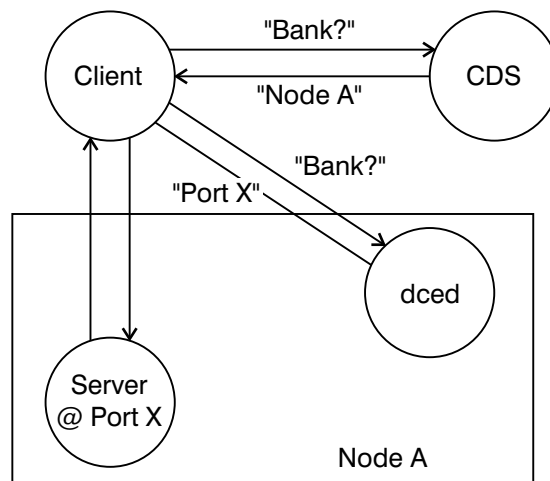 "Bank?"
Client
CDS
"Node A"
"Bank?"
"Port X"
dced
Server
@ Port X
Node A